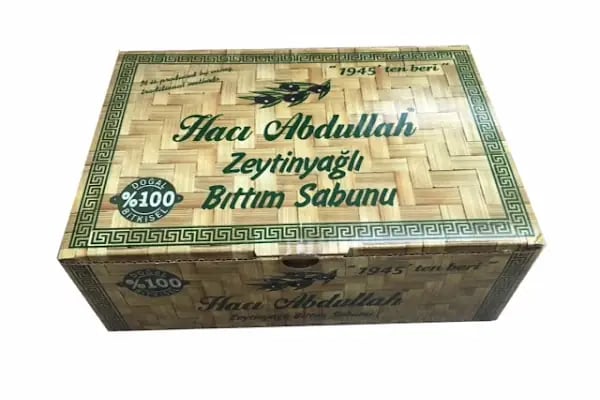 It is produced by using
traditional methods
"1945' ten beri"
Hacı Abdullah
Zeytinyağlı
Bıttım Sabunu
DOĞAL
%100
BİTKİSEL
DOĞAL
%100
BİTKİSEL
"1945' ten beri"
Hacı Abdullah
Zeytinyağlı Bıttım Sabunu